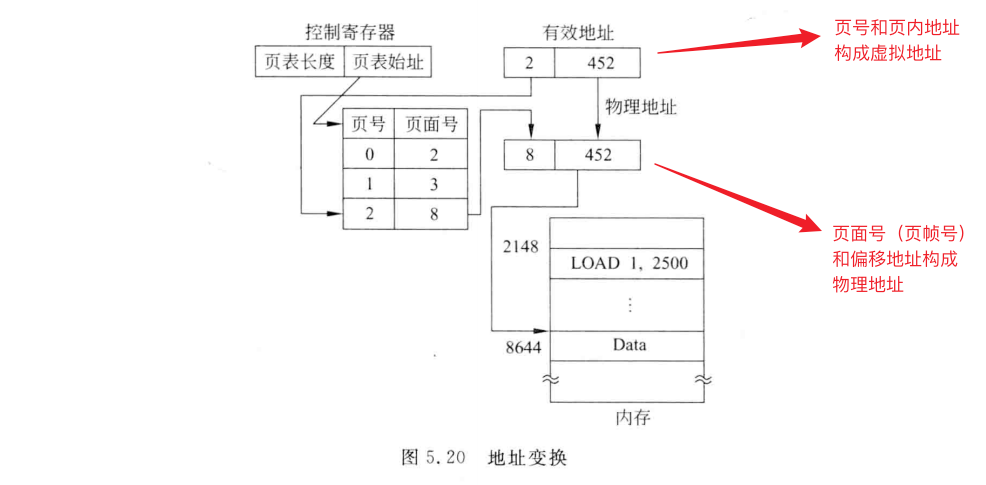 控制寄存器
页表长度 页表始址
有效地址
2 452
物理地址
页号 页面号
0 2
1 3
2 8
8 452
2148
LOAD 1, 2500
⋮
8644
Data
内存
图 5.20 地址变换
页号和页内地址
构成虚拟地址
页面号（页帧号）
和偏移地址构成
物理地址